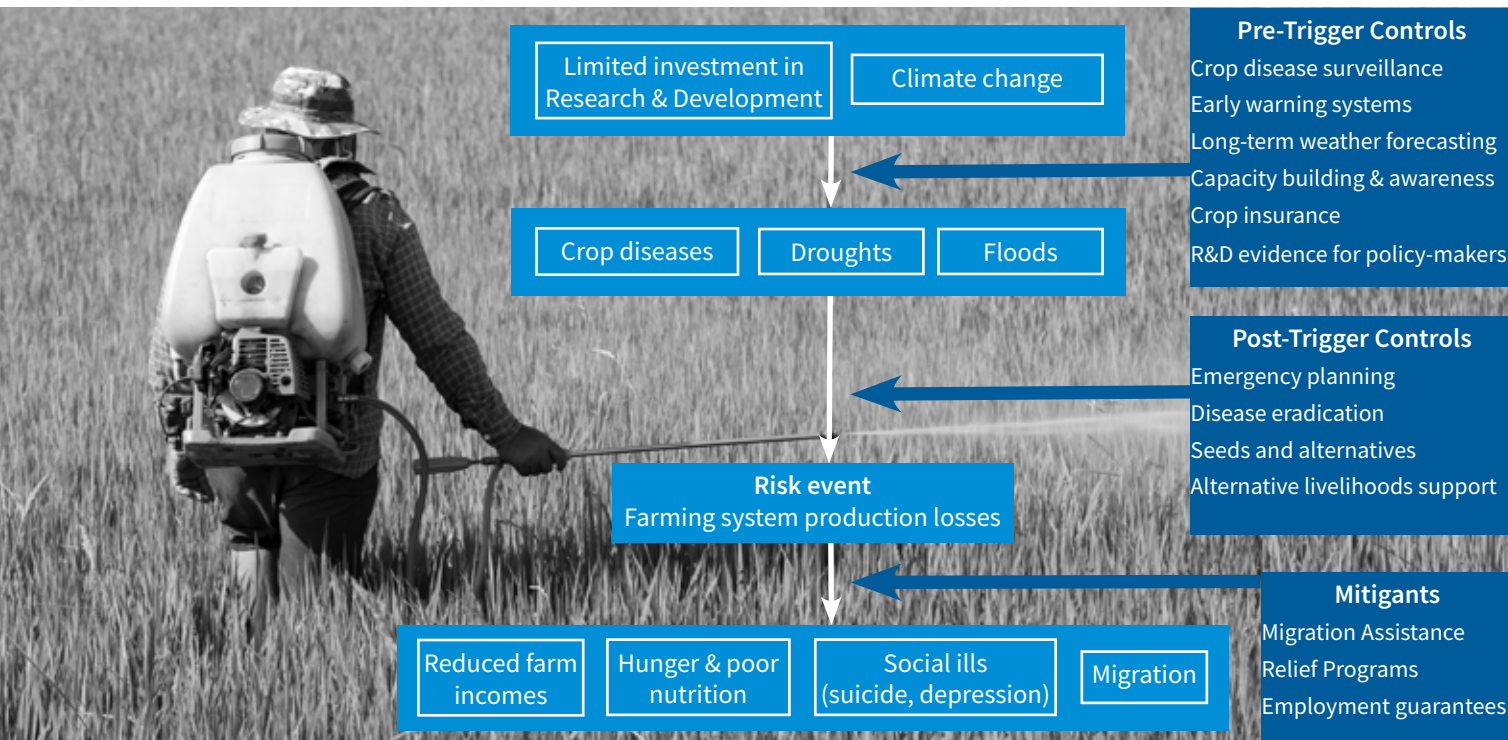 Limited investment in
Research & Development
Climate change
Crop diseases
Droughts
Floods
Risk event
Farming system production losses
Reduced farm
incomes
Hunger & poor
nutrition
Social ills
(suicide, depression)
Migration
Pre-Trigger Controls
Crop disease surveillance
Early warning systems
Long-term weather forecasting
Capacity building & awareness
Crop insurance
R&D evidence for policy-makers
Post-Trigger Controls
Emergency planning
Disease eradication
Seeds and alternatives
Alternative livelihoods support
Mitigants
Migration Assistance
Relief Programs
Employment guarantees